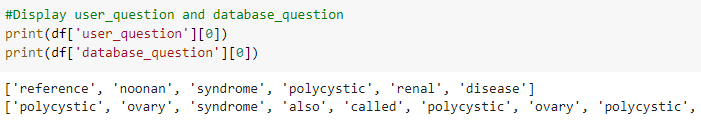 #Display user_question and database_question
print(df['user_question'][0])
print(df['database_question'][0])
['reference', 'noonan', 'syndrome', 'polycystic', 'renal', 'disease']
['polycystic', 'ovary', 'syndrome', 'also', 'called', 'polycystic', 'ovary', 'polycystic',